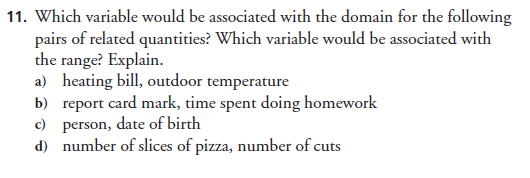 11. Which variable would be associated with the domain for the following
pairs of related quantities? Which variable would be associated with
the range? Explain.
a) heating bill, outdoor temperature
b) report card mark, time spent doing homework
c) person, date of birth
d) number of slices of pizza, number of cuts